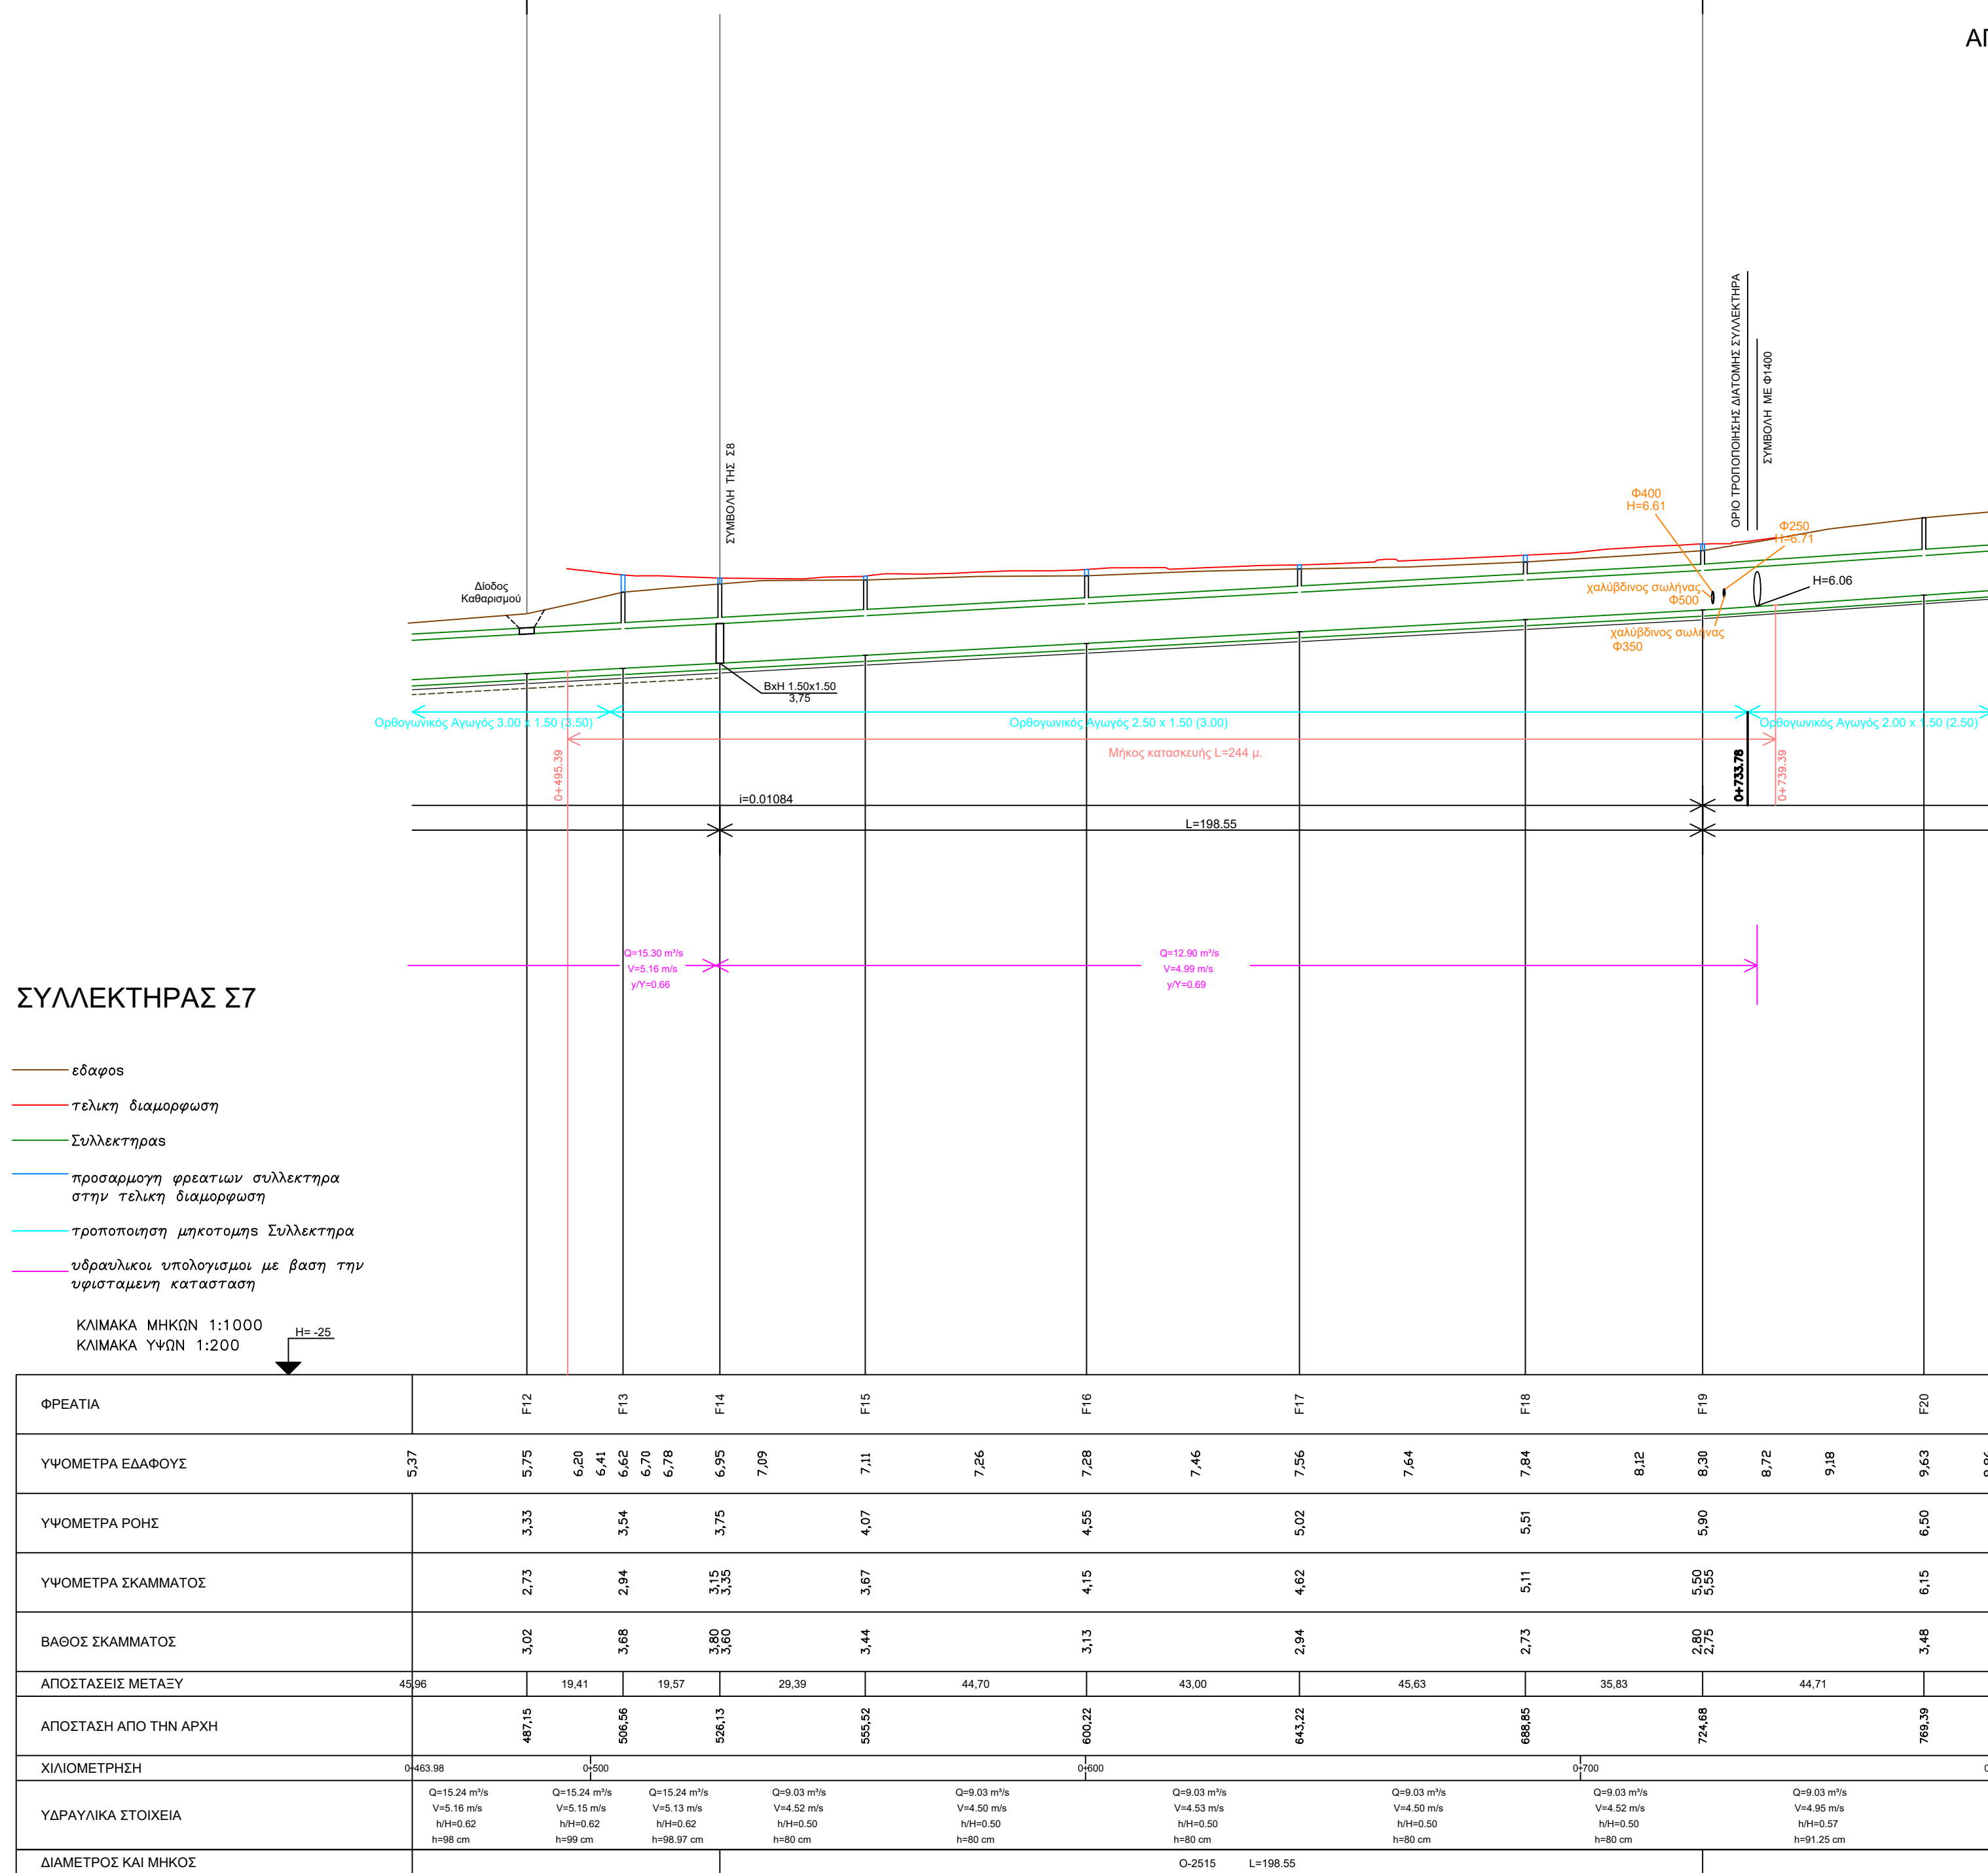 ΣΥΜΒΟΛΗ ΤΗΣ Σ8
ΟΡΙΟ ΤΡΟΠΟΠΟΙΗΣΗΣ ΔΙΑΤΟΜΗΣ ΣΥΛΛΕΚΤΗΡΑ
ΣΥΜΒΟΛΗ ΜΕ Φ1400
Φ400
H=6.61
Φ250
H=6.71
Δίοδος
Καθαρισμού
χαλύβδινος σωλήνας
Φ500
H=6.06
χαλύβδινος σωλήνας
Φ350
BxH 1.50x1.50
3,75
Ορθογωνικός Αγωγός 3.00 x 1.50 (3.50)
Ορθογωνικός Αγωγός 2.50 x 1.50 (3.00)
Ορθογωνικός Αγωγός 2.00 x 1.50 (2.50)
Μήκος κατασκευής L=244 μ.
0+495.39
0+733.78
0+739.39
i=0.01084
L=198.55
Q=15.30 m³/s
V=5.16 m/s
y/Y=0.66
Q=12.90 m³/s
V=4.99 m/s
y/Y=0.69
ΣΥΛΛΕΚΤΗΡΑΣ Σ7
εδαφοs
τελικη διαμορφωση
Συλλεκτηραs
προσαρμογη φρεατιων συλλεκτηρα
στην τελικη διαμορφωση
τροποποιηση μηκοτομηs Συλλεκτηρα
υδραυλικοι υπολογισμοι με βαση την
υφισταμενη κατασταση
ΚΛΙΜΑΚΑ ΜΗΚΩΝ 1:1000
ΚΛΙΜΑΚΑ ΥΨΩΝ 1:200
H= -25
ΦΡΕΑΤΙΑ F12 F13 F14 F15 F16 F17 F18 F19 F20
ΥΨΟΜΕΤΡΑ ΕΔΑΦΟΥΣ 5,37 5,75 6,20 6,41 6,62 6,70 6,78 6,95 7,09 7,11 7,26 7,28 7,46 7,56 7,64 7,84 8,12 8,30 8,72 9,18 9,63
ΥΨΟΜΕΤΡΑ ΡΟΗΣ 3,33 3,54 3,75 4,07 4,55 5,02 5,51 5,90 6,50
ΥΨΟΜΕΤΡΑ ΣΚΑΜΜΑΤΟΣ 2,73 2,94 3,15 3,35 3,67 4,15 4,62 5,11 5,50 5,55 6,15
ΒΑΘΟΣ ΣΚΑΜΜΑΤΟΣ 3,02 3,68 3,80 3,60 3,44 3,13 2,94 2,73 2,80 2,75 3,48
ΑΠΟΣΤΑΣΕΙΣ ΜΕΤΑΞΥ 45,96 19,41 19,57 29,39 44,70 43,00 45,63 35,83 44,71
ΑΠΟΣΤΑΣΗ ΑΠΟ ΤΗΝ ΑΡΧΗ 487,15 506,56 526,13 555,52 600,22 643,22 688,85 724,68 769,39
ΧΙΛΙΟΜΕΤΡΗΣΗ 0+463.98 0+500 0+600 0+700
ΥΔΡΑΥΛΙΚΑ ΣΤΟΙΧΕΙΑ
Q=15.24 m³/s Q=15.24 m³/s Q=15.24 m³/s Q=9.03 m³/s Q=9.03 m³/s Q=9.03 m³/s Q=9.03 m³/s Q=9.03 m³/s Q=9.03 m³/s
V=5.16 m/s V=5.15 m/s V=5.13 m/s V=4.52 m/s V=4.50 m/s V=4.53 m/s V=4.50 m/s V=4.52 m/s V=4.95 m/s
h/H=0.62 h/H=0.62 h/H=0.62 h/H=0.50 h/H=0.50 h/H=0.50 h/H=0.50 h/H=0.50 h/H=0.57
h=98 cm h=99 cm h=98.97 cm h=80 cm h=80 cm h=80 cm h=80 cm h=80 cm h=91.25 cm
ΔΙΑΜΕΤΡΟΣ ΚΑΙ ΜΗΚΟΣ O-2515 L=198.55